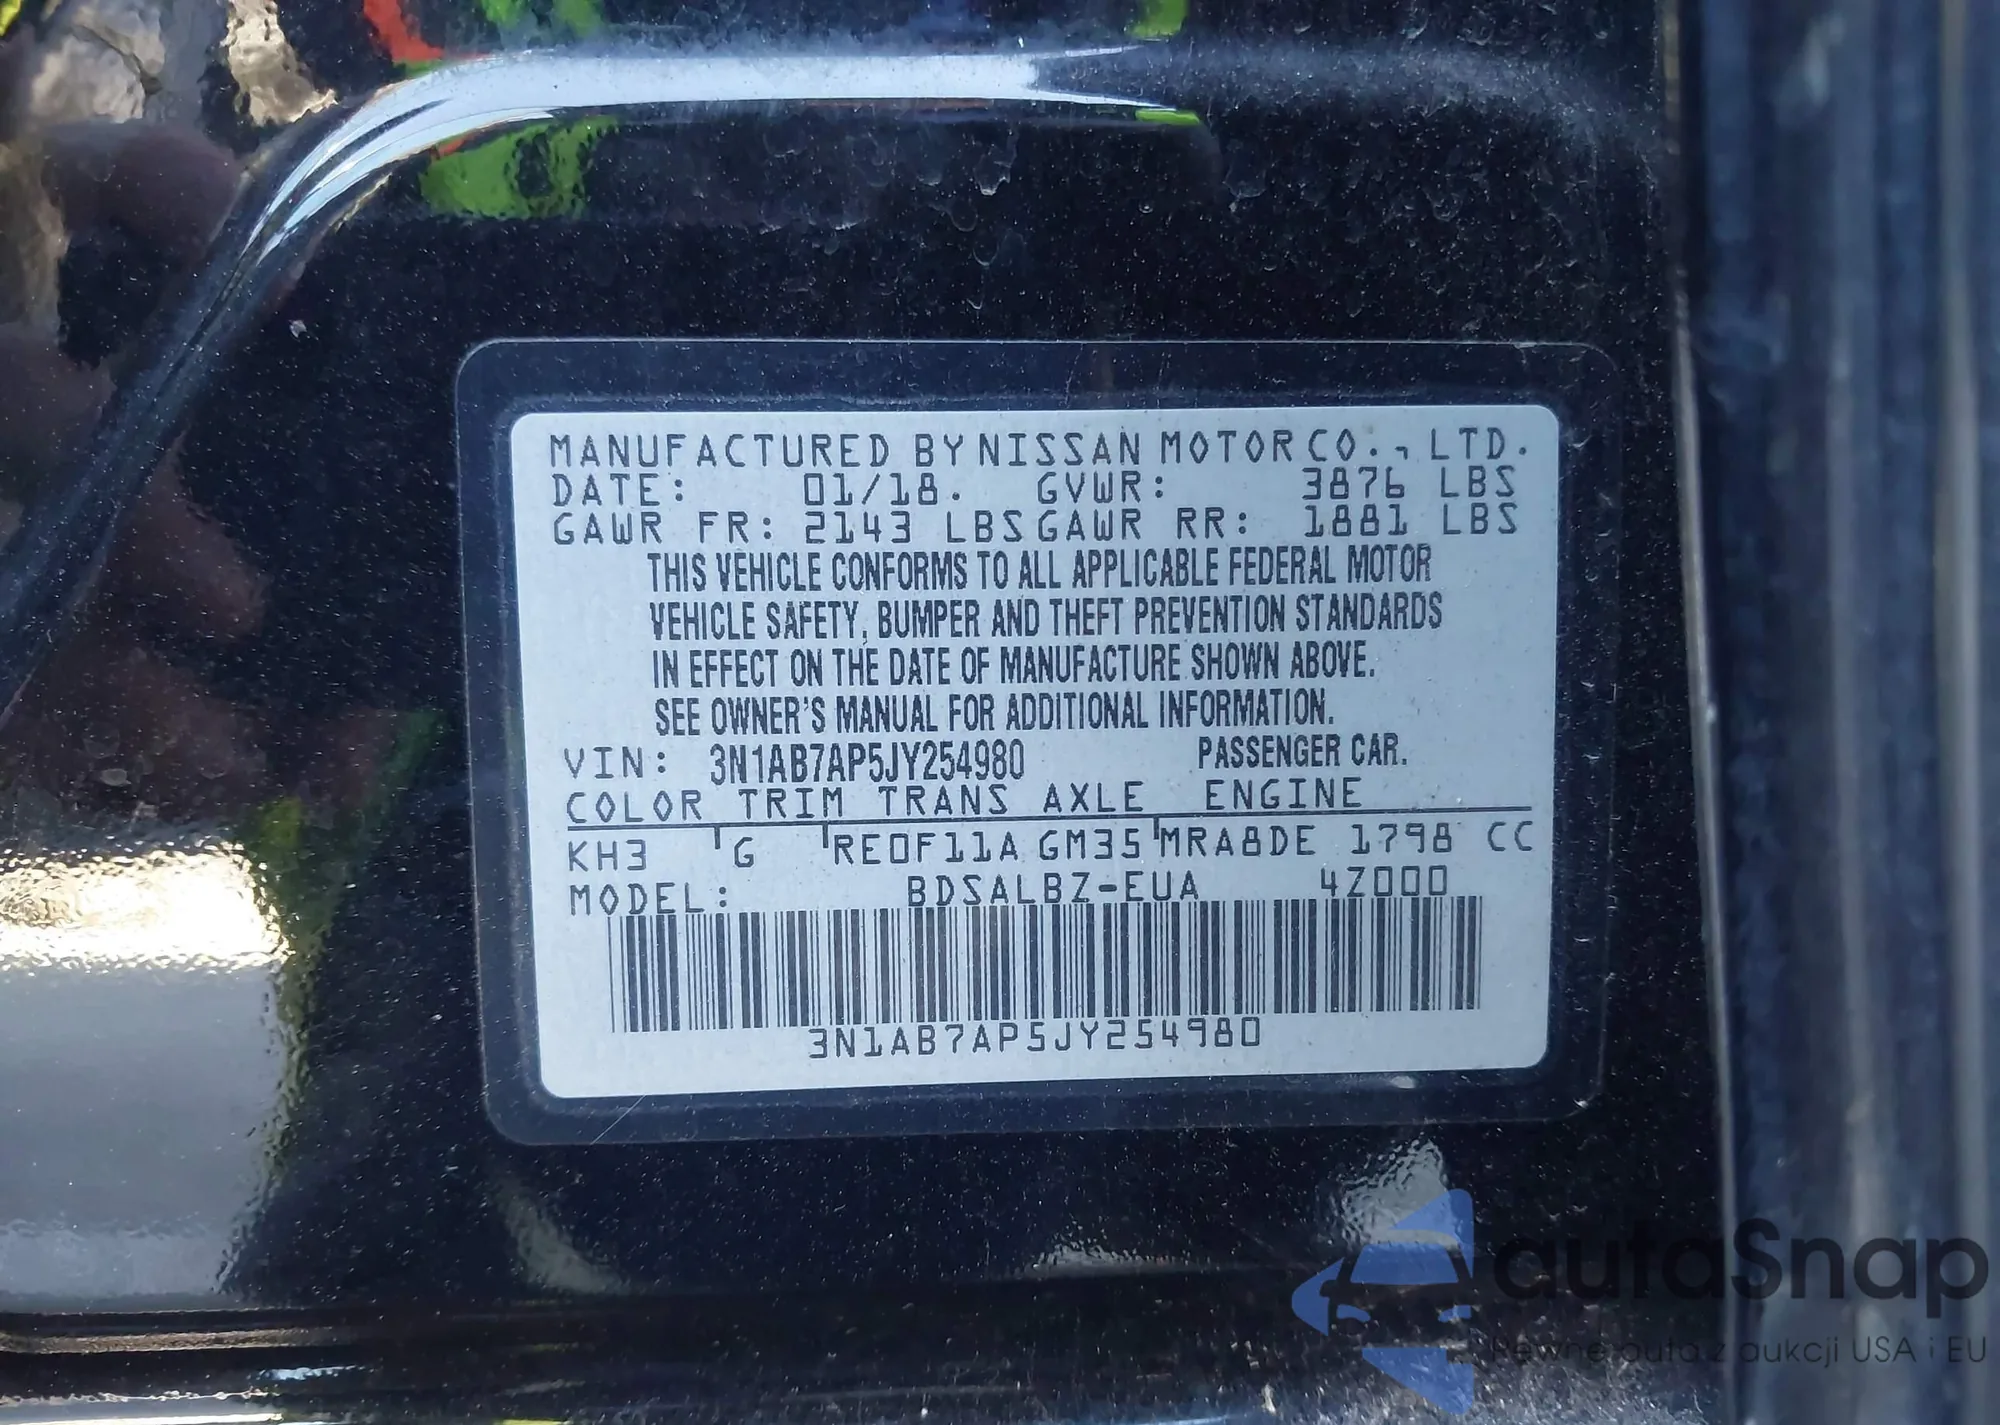 MANUFACTURED BY NISSAN MOTOR CO., LTD.
DATE: 01/18. GVWR: 3876 LBS
GAWR FR: 2143 LBS GAWR RR: 1881 LBS
THIS VEHICLE CONFORMS TO ALL APPLICABLE FEDERAL MOTOR
VEHICLE SAFETY, BUMPER AND THEFT PREVENTION STANDARDS
IN EFFECT ON THE DATE OF MANUFACTURE SHOWN ABOVE.
SEE OWNER'S MANUAL FOR ADDITIONAL INFORMATION.
VIN: 3N1AB7AP5JY254980 PASSENGER CAR.
COLOR TRIM TRANS AXLE ENGINE
KH3 G RE0F11A GM35 MRA8DE 1798 CC
MODEL: BDSALBZ-EUA 4Z000
3N1AB7AP5JY254980
autaSnap
Pewne auta z aukcji USA i EU